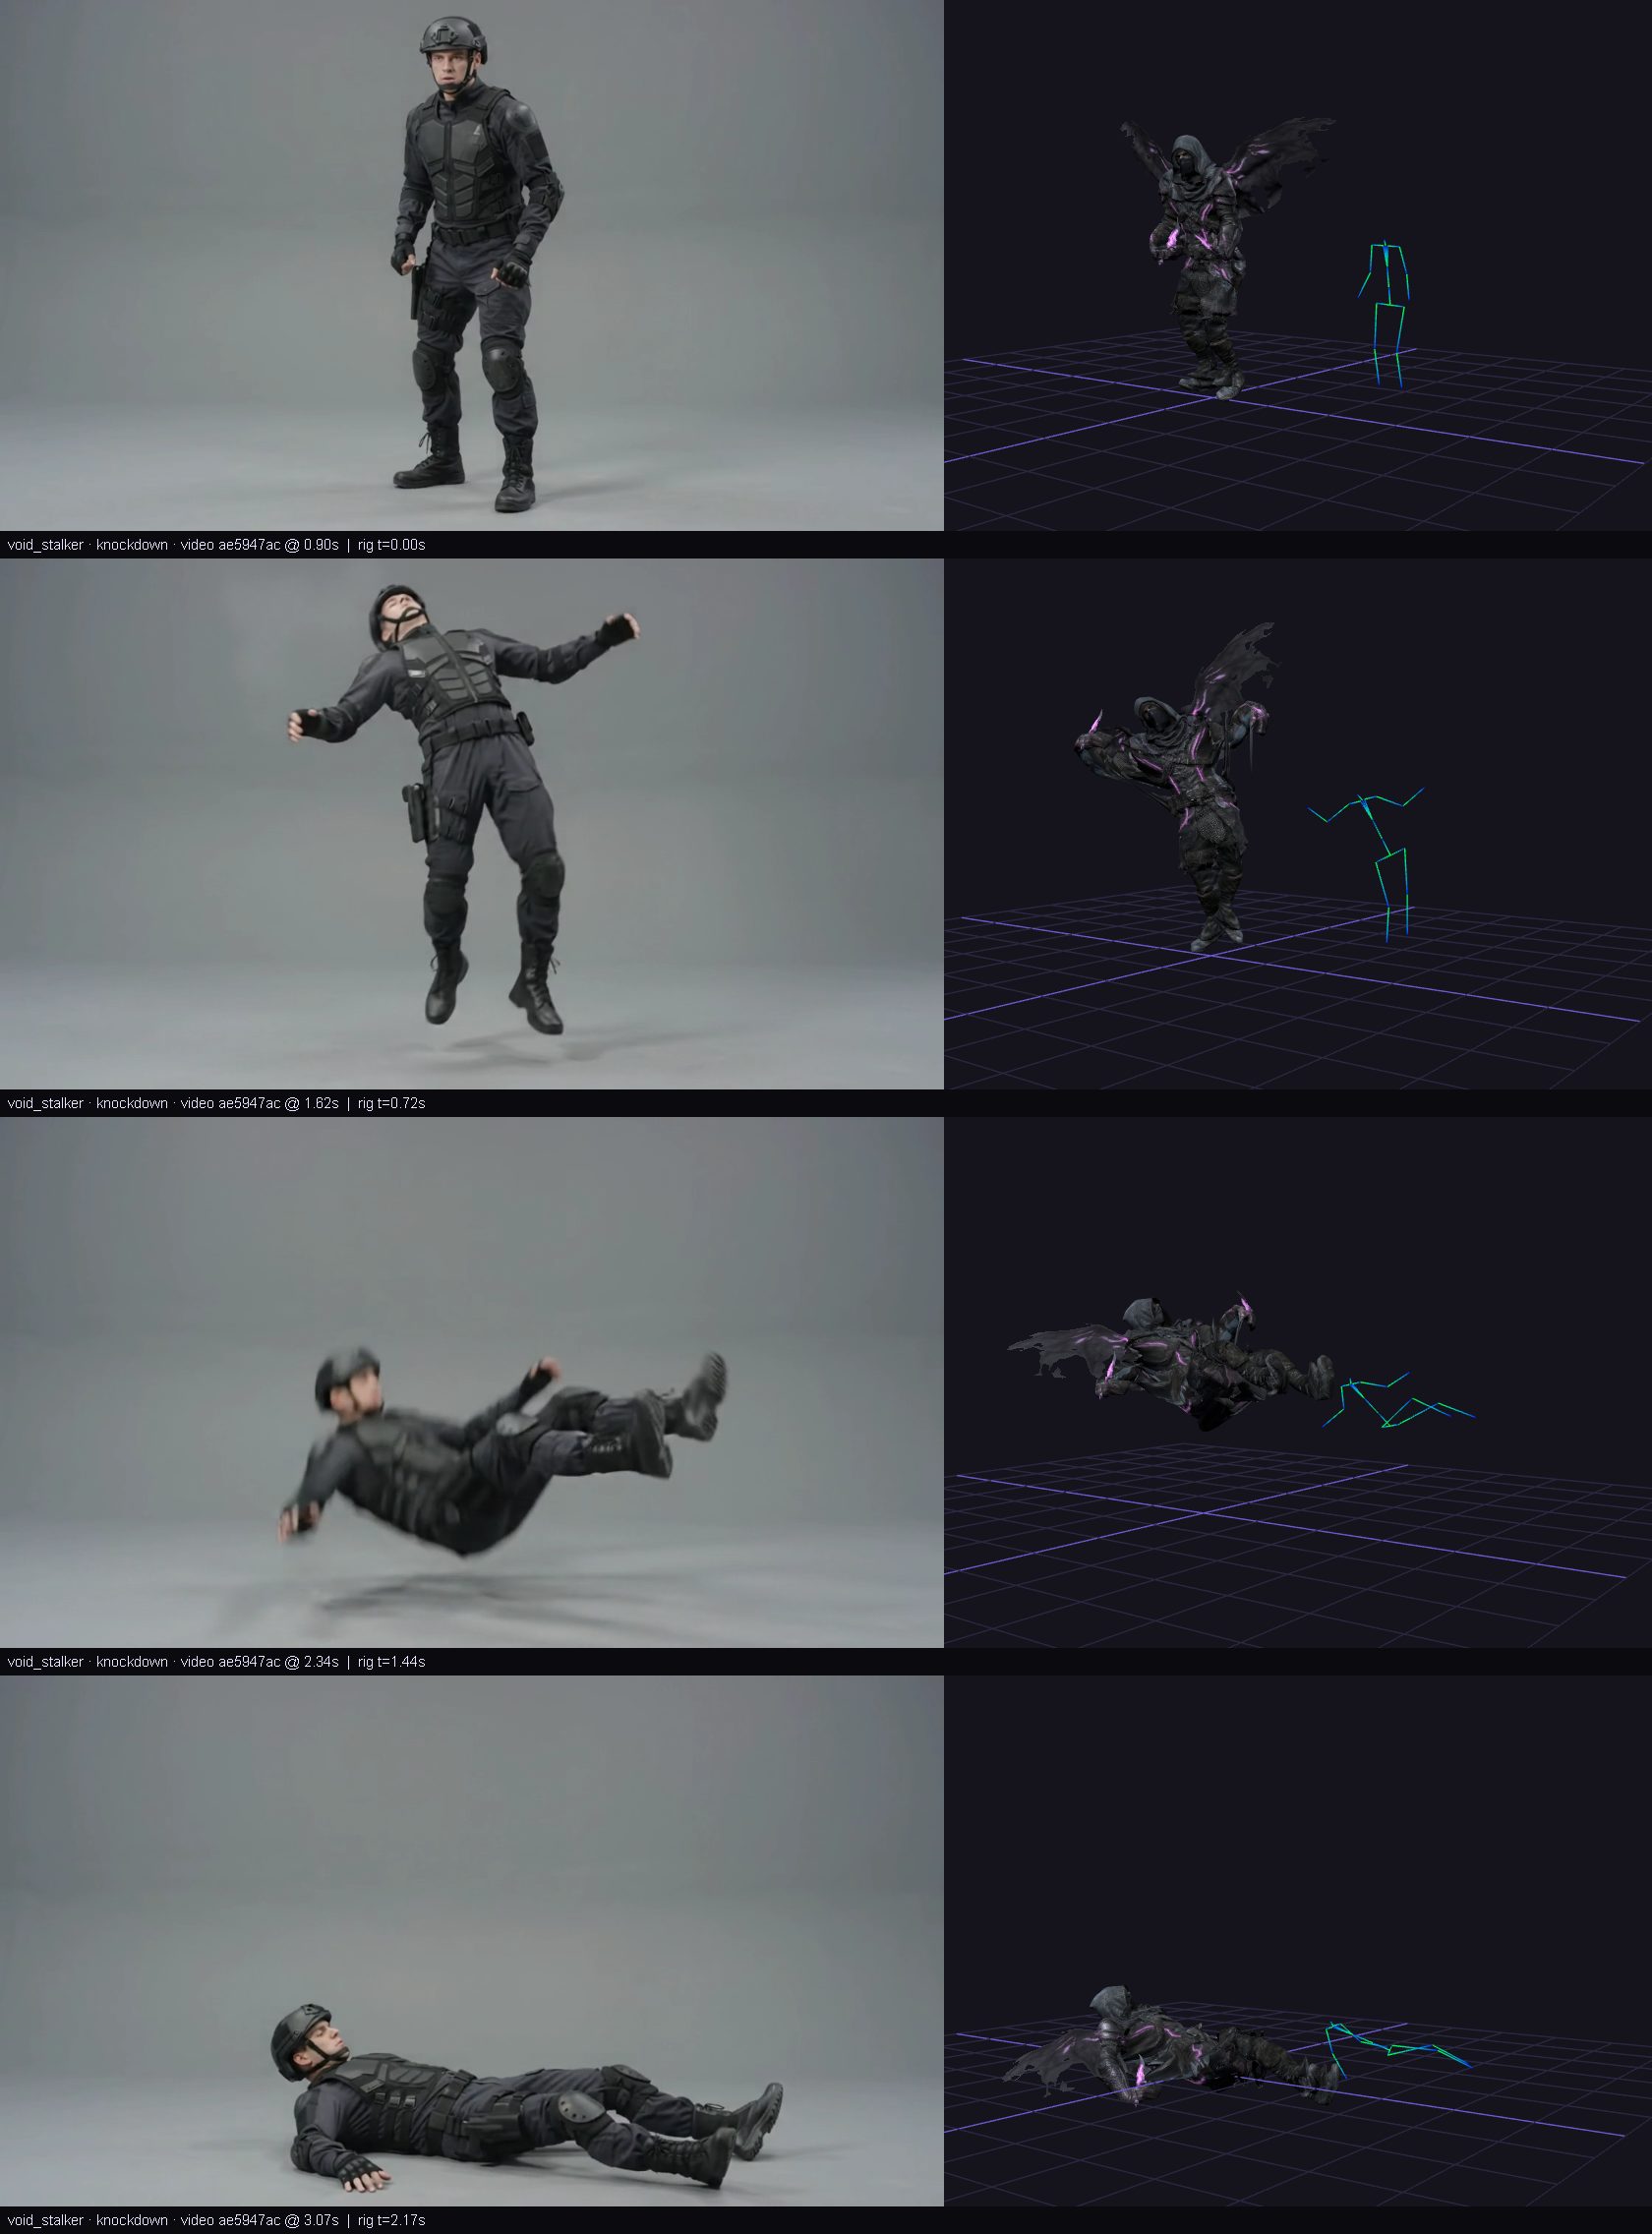 void_stalker · knockdown · video ae5947ac @ 0.90s | rig t=0.00s
void_stalker · knockdown · video ae5947ac @ 1.62s | rig t=0.72s
void_stalker · knockdown · video ae5947ac @ 2.34s | rig t=1.44s
void_stalker · knockdown · video ae5947ac @ 3.07s | rig t=2.17s